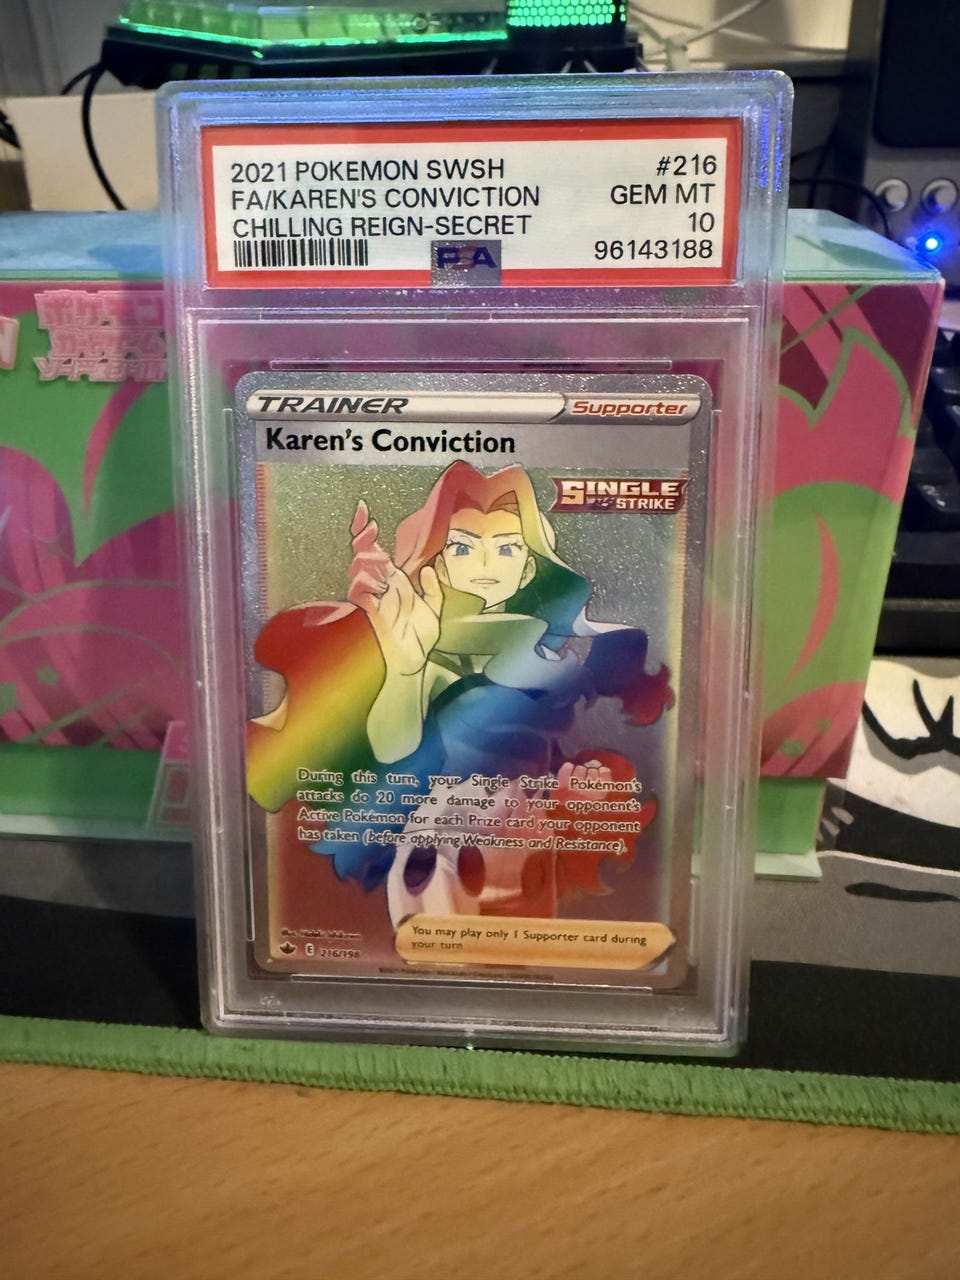 2021 POKEMON SWSH #216
FA/KAREN'S CONVICTION GEM MT
CHILLING REIGN-SECRET 10
PSA 96143188
TRAINER Supporter
Karen's Conviction
SINGLE
STRIKE
During this turn, your Single Strike Pokémon's
attacks do 20 more damage to your opponent's
Active Pokémon for each Prize card your opponent
has taken (before applying Weakness and Resistance).
You may play only 1 Supporter card during
your turn
E 216/198